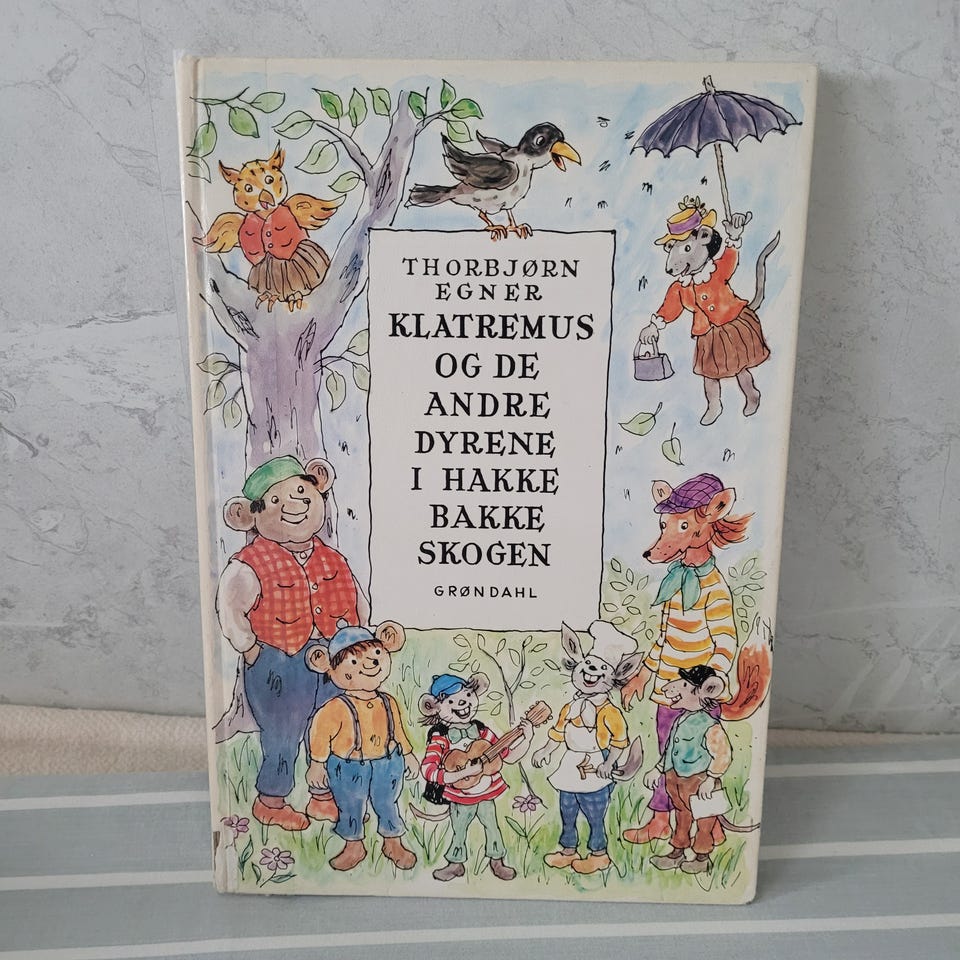 THORBJØRN
EGNER
KLATREMUS
OG DE
ANDRE
DYRENE
I HAKKE
BAKKE
SKOGEN
GRØNDAHL